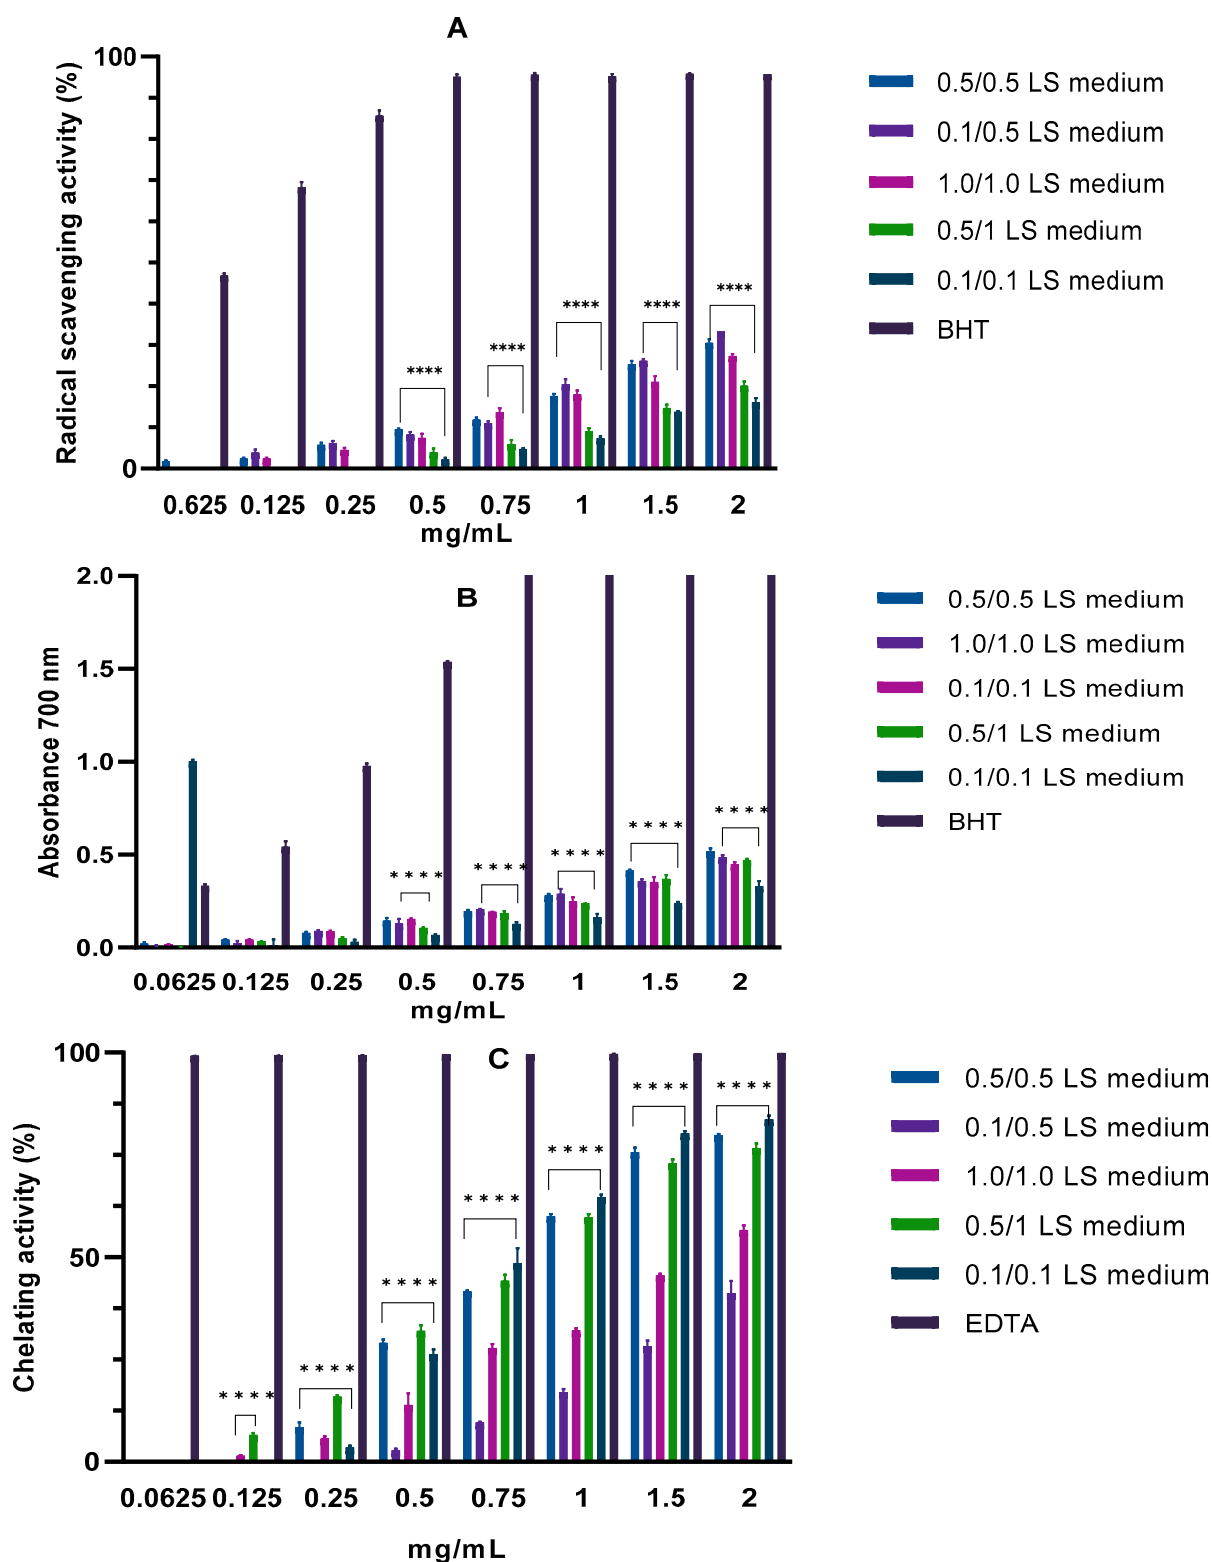 A
100
0
Radical scavenging activity (%)
****
****
****
****
****
0.625 0.125 0.25 0.5 0.75 1 1.5 2
mg/mL
0.5/0.5 LS medium
0.1/0.5 LS medium
1.0/1.0 LS medium
0.5/1 LS medium
0.1/0.1 LS medium
BHT
B
2.0
1.5
1.0
0.5
0.0
Absorbance 700 nm
* * * *
* * * *
* * * *
* * * *
* * * *
0.0625 0.125 0.25 0.5 0.75 1 1.5 2
mg/mL
0.5/0.5 LS medium
1.0/1.0 LS medium
0.1/0.1 LS medium
0.5/1 LS medium
0.1/0.1 LS medium
BHT
C
100
50
0
Chelating activity (%)
* * * *
* * * *
* * * *
* * * *
* * * *
* * * *
* * * *
0.0625 0.125 0.25 0.5 0.75 1 1.5 2
mg/mL
0.5/0.5 LS medium
0.1/0.5 LS medium
1.0/1.0 LS medium
0.5/1 LS medium
0.1/0.1 LS medium
EDTA